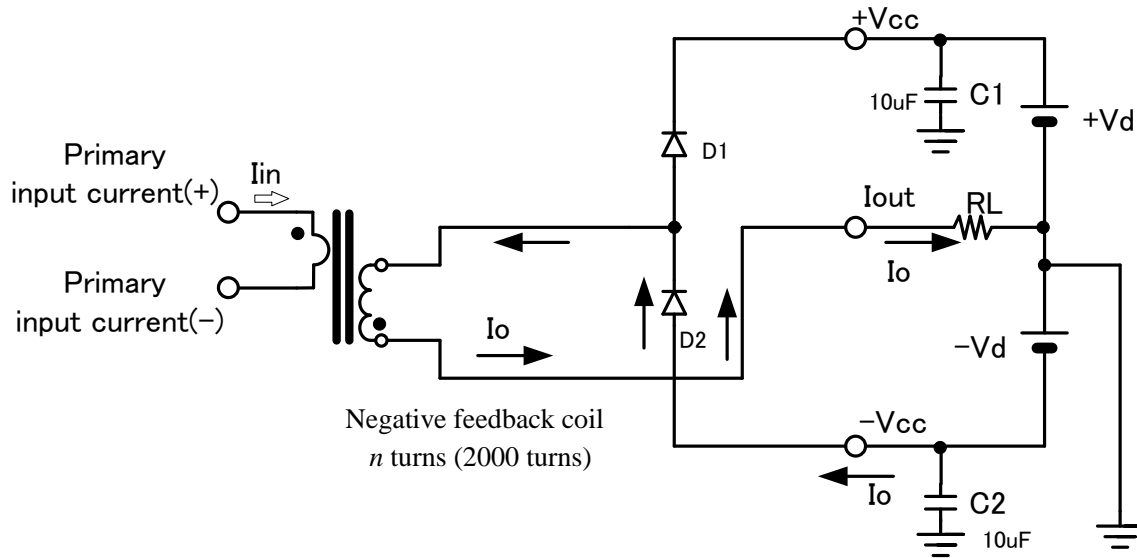 +Vcc
10uF
C1
+Vd
D1
Primary
input current(+)
Iin
Iout
RL
Io
Primary
input current(-)
Io
D2
-Vd
Negative feedback coil
n turns (2000 turns)
-Vcc
Io
C2
10uF